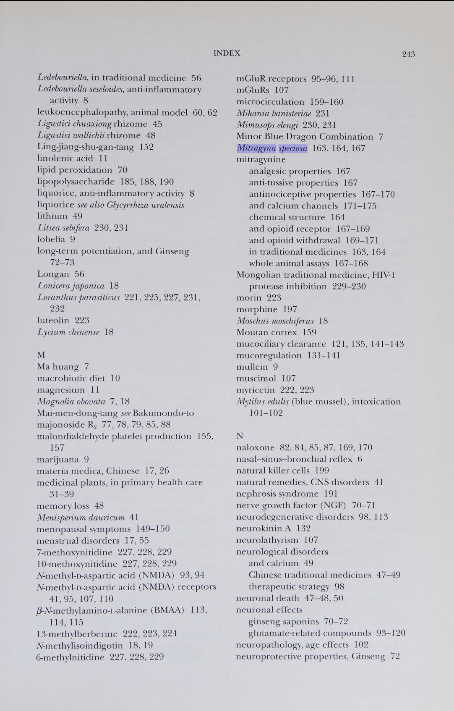 INDEX
243
Ledebouriella, in traditional medicine 56
Ledebouriella seseloides, anti-inflammatory
activity 8
leukoencephalopathy, animal model 60, 62
Ligustici chuaxiong rhizome 45
Ligustici wallichii rhizome 48
Ling-jiang-shu-gan-tang 152
linolenic acid 11
lipid peroxidation 70
lipopolysaccharide 185, 188, 190
liquorice, anti-inflammatory activity 8
liquorice see also Glycyrrhiza uralensis
lithium 49
Litsea sebifera 230, 231
lobelia 9
long-term potentiation, and Ginseng
72–73
Longan 56
Lonicera japonica 18
Loranthus parasiticus 221, 225, 227, 231,
232
luteolin 223
Lycium chinense 18
M
Ma huang 7
macrobiotic diet 10
magnesium 11
Magnolia obovata 7, 18
Mai-men-dong-tang see Bakumondo-to
majonoside R₂ 77, 78, 79, 85, 88
malondialdehyde platelet production 155,
157
marijuana 9
materia medica, Chinese 17, 26
medicinal plants, in primary health care
31–39
memory loss 48
Menispermum dauricum 41
menopausal symptoms 149–150
menstrual disorders 17, 55
7-methoxynitidine 227, 228, 229
10-methoxynitidine 227, 228, 229
N-methyl-D-aspartic acid (NMDA) 93, 94
N-methyl-D-aspartic acid (NMDA) receptors
41, 95, 107, 110
β-N-methylamino-L-alanine (BMAA) 113,
114, 115
13-methylberberine 222, 223, 224
N-methylisoindigotin 18, 19
6-methylnitidine 227, 228, 229
mGluR receptors 95–96, 111
mGluRs 107
microcirculation 159–160
Mikania banisteriae 231
Mimusops elengi 230, 231
Minor Blue Dragon Combination 7
Mitragyna speciosa 163, 164, 167
mitragynine
analgesic properties 167
anti-tussive properties 167
antinociceptive properties 167–170
and calcium channels 171–175
chemical structure 164
and opioid receptor 167–169
and opioid withdrawal 169–171
in traditional medicines 163, 164
whole animal assays 167–168
Mongolian traditional medicine, HIV-1
protease inhibition 229–230
morin 223
morphine 197
Moschus moschiferus 18
Moutan cortex 159
mucociliary clearance 121, 135, 141–143
mucoregulation 131–141
mullein 9
muscimol 107
myricetin 222, 223
Mytilus edulis (blue mussel), intoxication
101–102
N
naloxone 82, 84, 85, 87, 169, 170
nasal–sinus–bronchial reflex 6
natural killer cells 199
natural remedies, CNS disorders 41
nephrosis syndrome 191
nerve growth factor (NGF) 70–71
neurodegenerative disorders 98, 113
neurokinin A 132
neurolathyrism 107
neurological disorders
and calcium 49
Chinese traditional medicines 47–49
therapeutic strategy 98
neuronal death 47–48, 50
neuronal effects
ginseng saponins 70–72
glutamate-related compounds 93–120
neuropathology, age effects 102
neuroprotective properties, Ginseng 72